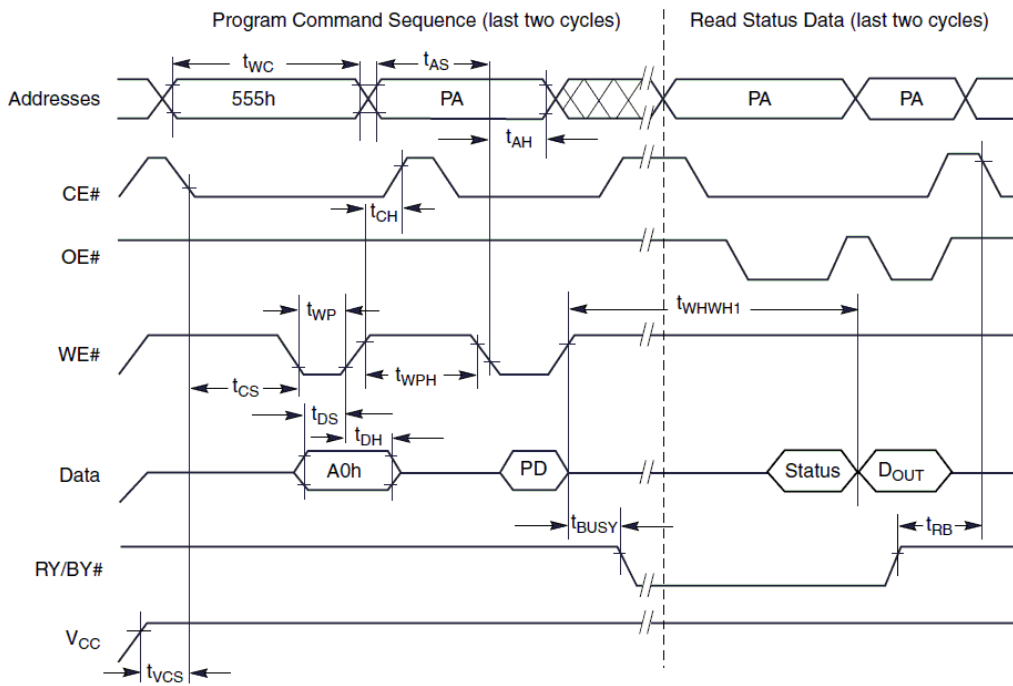 Program Command Sequence (last two cycles) Read Status Data (last two cycles)
tWC tAS
Addresses 555h PA PA PA
tAH
CE#
tCH
OE#
tWP tWHWH1
WE#
tCS tWPH
tDS
tDH
Data A0h PD Status DOUT
tBUSY tRB
RY/BY#
VCC
tVCS